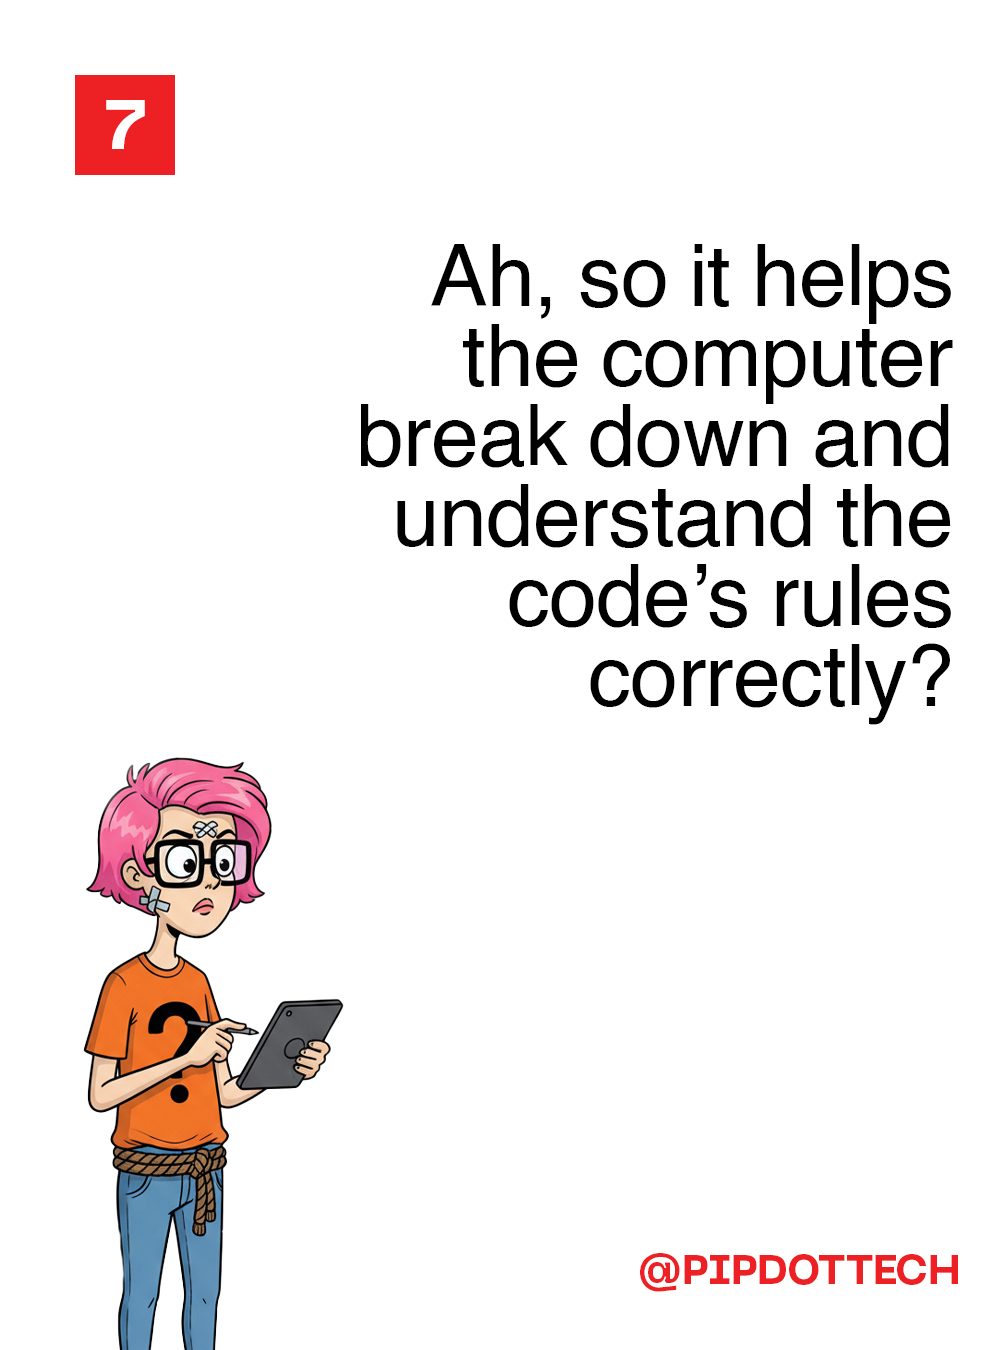 7
Ah, so it helps
the computer
break down and
understand the
code’s rules
correctly?
?
@PIPDOTTECH